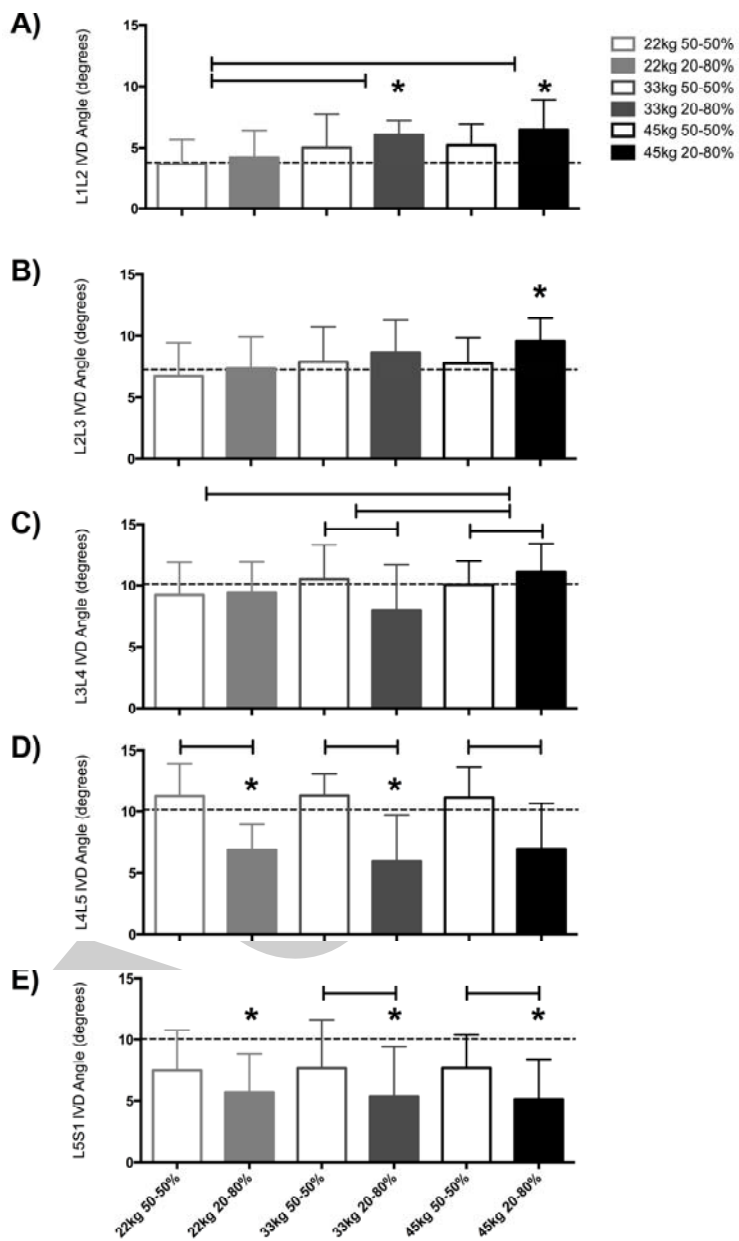 A)
15
10
5
0
L1L2 IVD Angle (degrees)
*
*
22kg 50-50%
22kg 20-80%
33kg 50-50%
33kg 20-80%
45kg 50-50%
45kg 20-80%
B)
15
10
5
0
L2L3 IVD Angle (degrees)
*
C)
15
10
5
0
L3L4 IVD Angle (degrees)
D)
15
10
5
0
L4L5 IVD Angle (degrees)
*
*
E)
15
10
5
0
L5S1 IVD Angle (degrees)
*
*
*
22kg 50-50%
22kg 20-80%
33kg 50-50%
33kg 20-80%
45kg 50-50%
45kg 20-80%